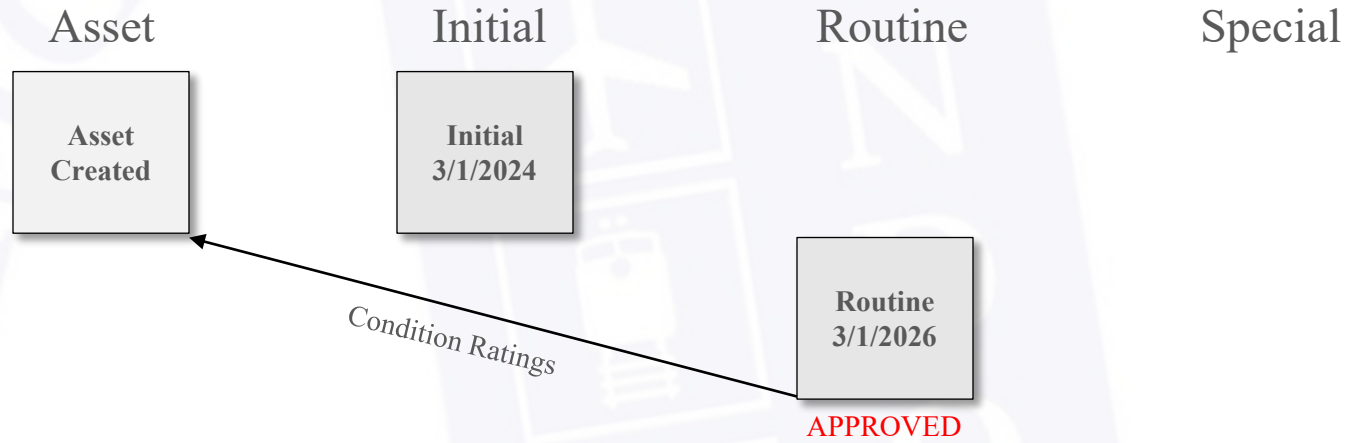 Asset
Initial
Routine
Special
Asset
Created
Initial
3/1/2024
Condition Ratings
Routine
3/1/2026
APPROVED